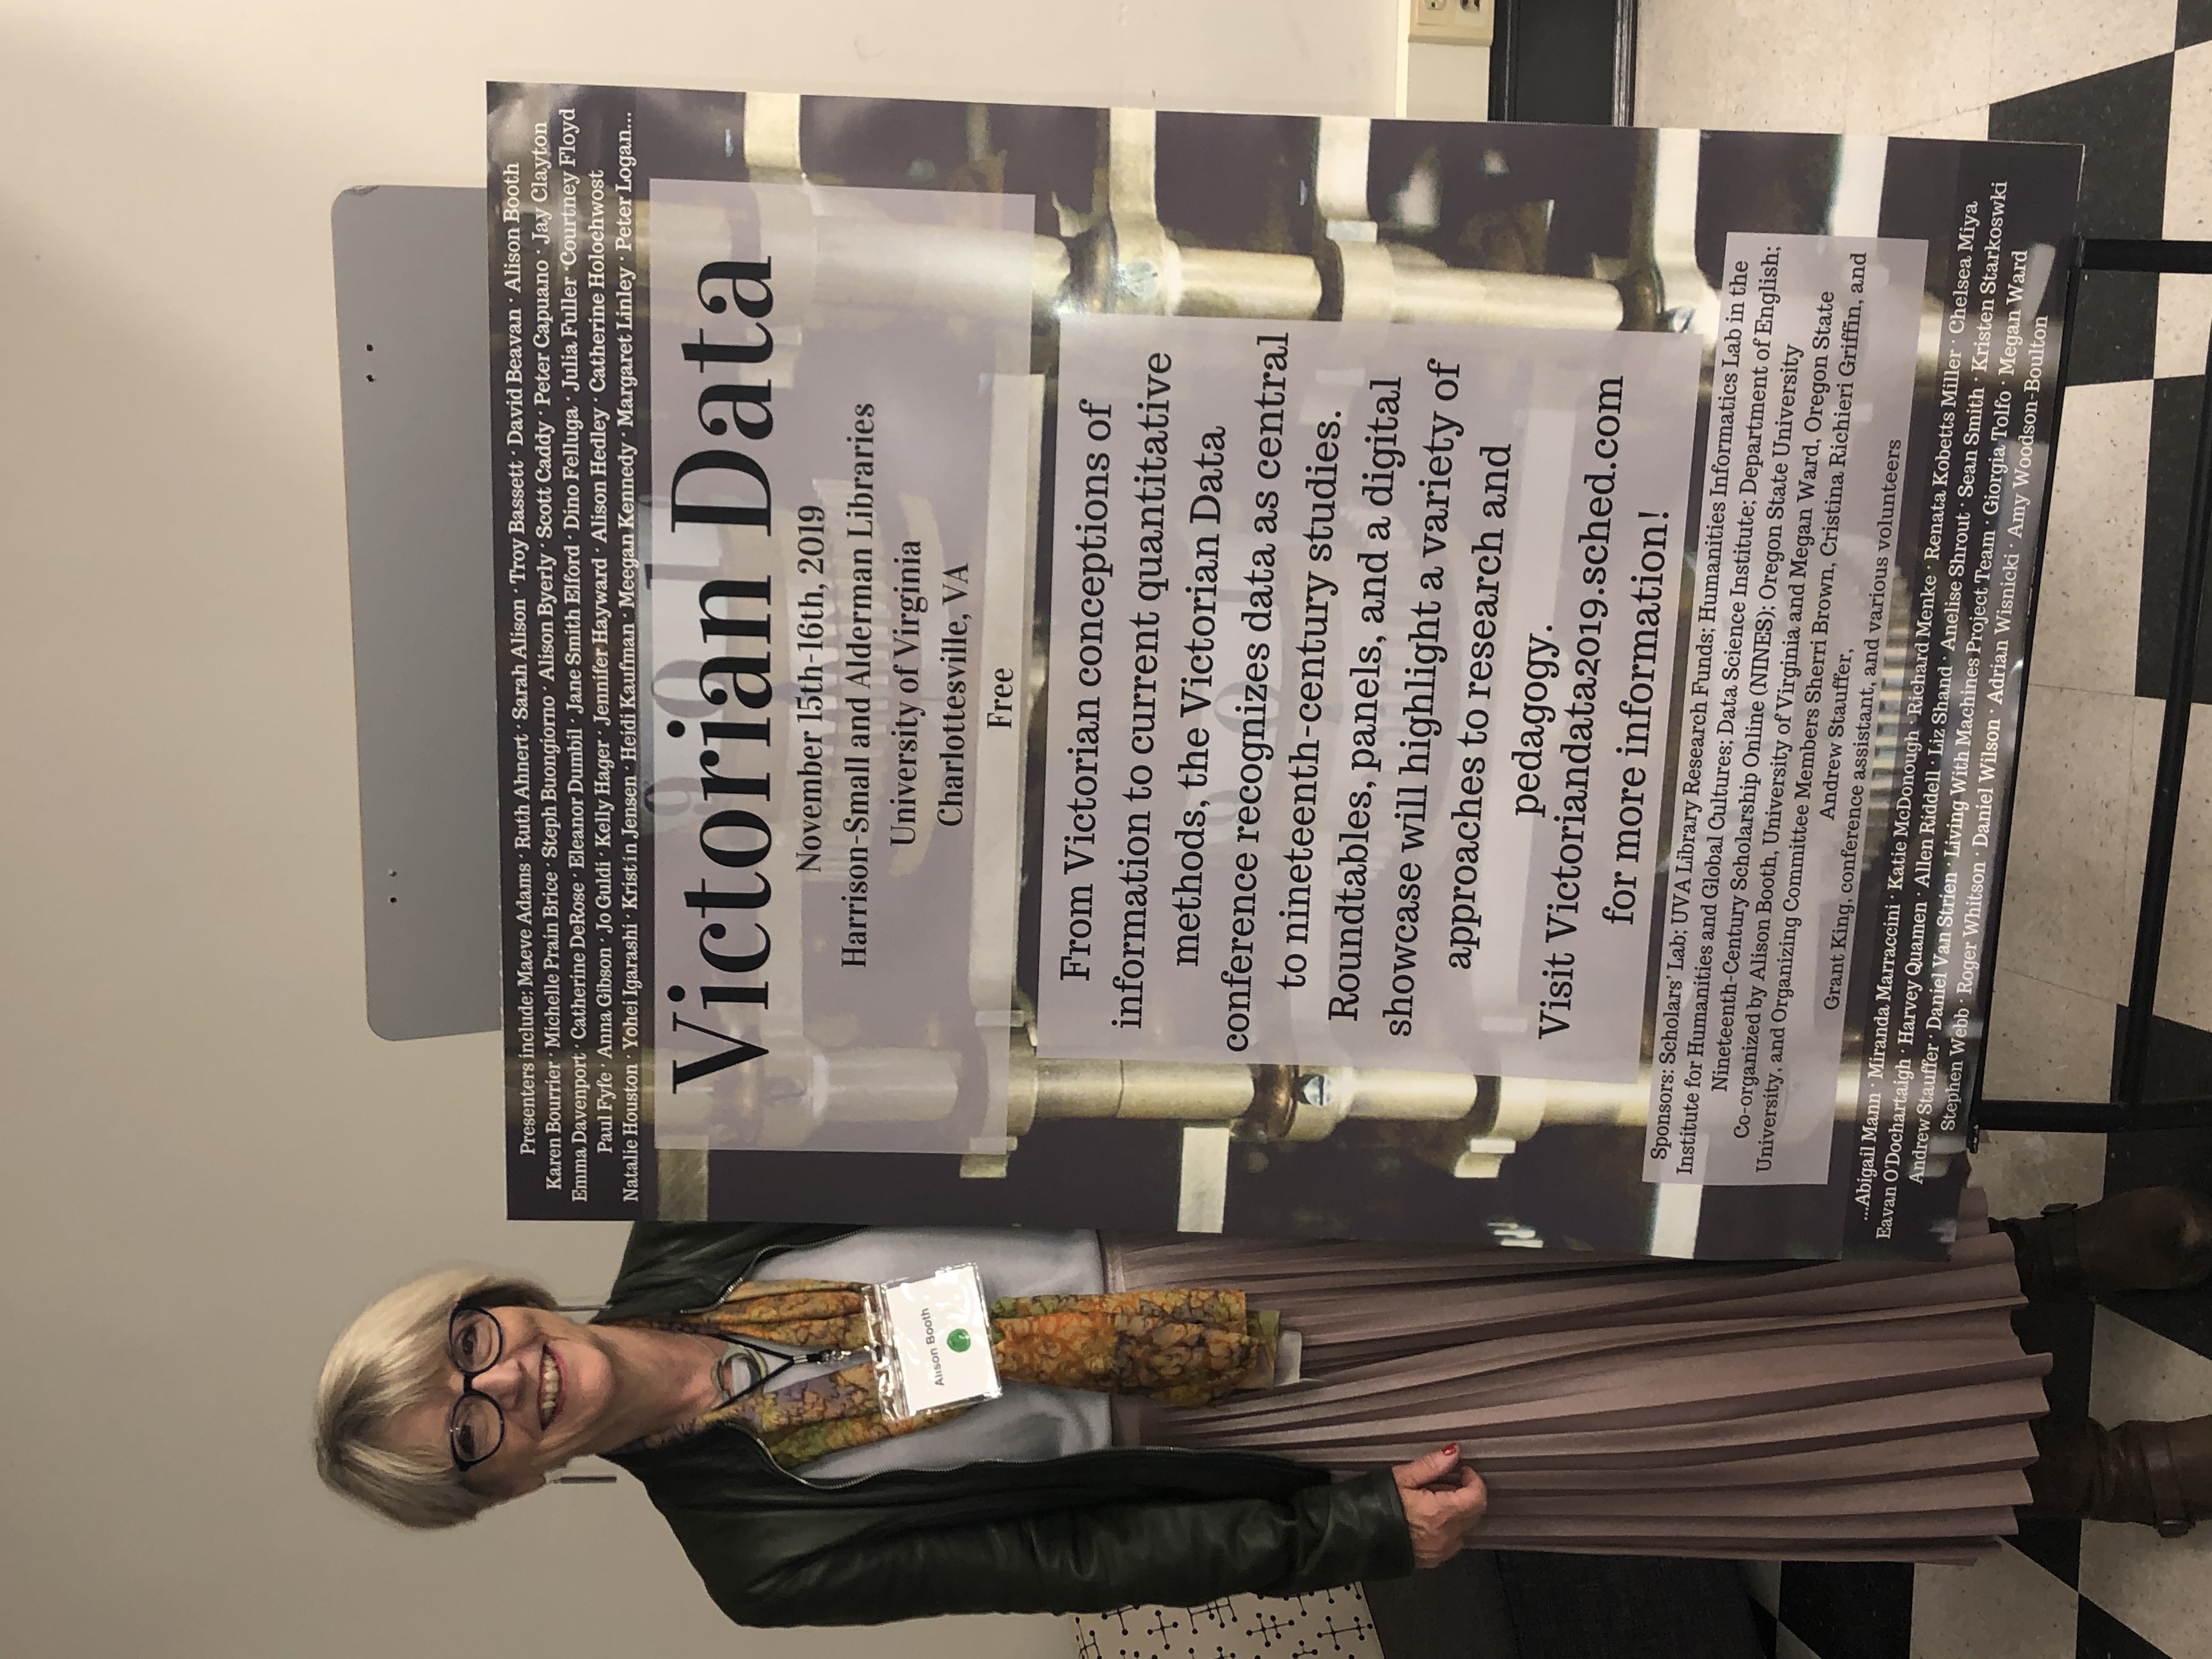 Presenters include: Maeve Adams · Ruth Ahnert · Sarah Alison · Troy Bassett · David Beavan · Alison Booth
Karen Bourrier · Michelle Prain Brice · Steph Buongiorno · Alison Byerly · Scott Caddy · Peter Capuano · Jay Clayton
Emma Davenport · Catherine DeRose · Eleanor Dumbil · Jane Smith Elford · Dino Felluga · Julia Fuller · Courtney Floyd
Paul Fyfe · Anna Gibson · Jo Guldi · Kelly Hager · Jennifer Hayward · Alison Hedley · Catherine Holochwost
Natalie Houston · Yohei Igarashi · Kristin Jensen · Heidi Kaufman · Meegan Kennedy · Margaret Linley · Peter Logan...
Victorian Data
November 15th-16th, 2019
Harrison-Small and Alderman Libraries
University of Virginia
Charlottesville, VA
Free
From Victorian conceptions of
information to current quantitative
methods, the Victorian Data
conference recognizes data as central
to nineteenth-century studies.
Roundtables, panels, and a digital
showcase will highlight a variety of
approaches to research and
pedagogy.
Visit Victoriandata2019.sched.com
for more information!
Sponsors: Scholars' Lab; UVA Library Research Funds; Humanities Informatics Lab in the
Institute for Humanities and Global Cultures; Data Science Institute; Department of English;
Nineteenth-Century Scholarship Online (NINES); Oregon State University
Co-organized by Alison Booth, University of Virginia and Megan Ward, Oregon State
University, and Organizing Committee Members Sherri Brown, Cristina Richieri Griffin, and
Andrew Stauffer,
Grant King, conference assistant, and various volunteers
...Abigail Mann · Miranda Marraccini · Katie McDonough · Richard Menke · Renata Kobetts Miller · Chelsea Miya
Eavan O'Dochartaigh · Harvey Quamen · Allen Riddell · Liz Shand · Anelise Shrout · Sean Smith · Kristen Starkoswki
Andrew Stauffer · Daniel Van Strien · Living With Machines Project Team · Giorgia Tolfo · Megan Ward
Stephen Webb · Roger Whitson · Daniel Wilson · Adrian Wisnicki · Amy Woodson-Boulton
Alison Booth